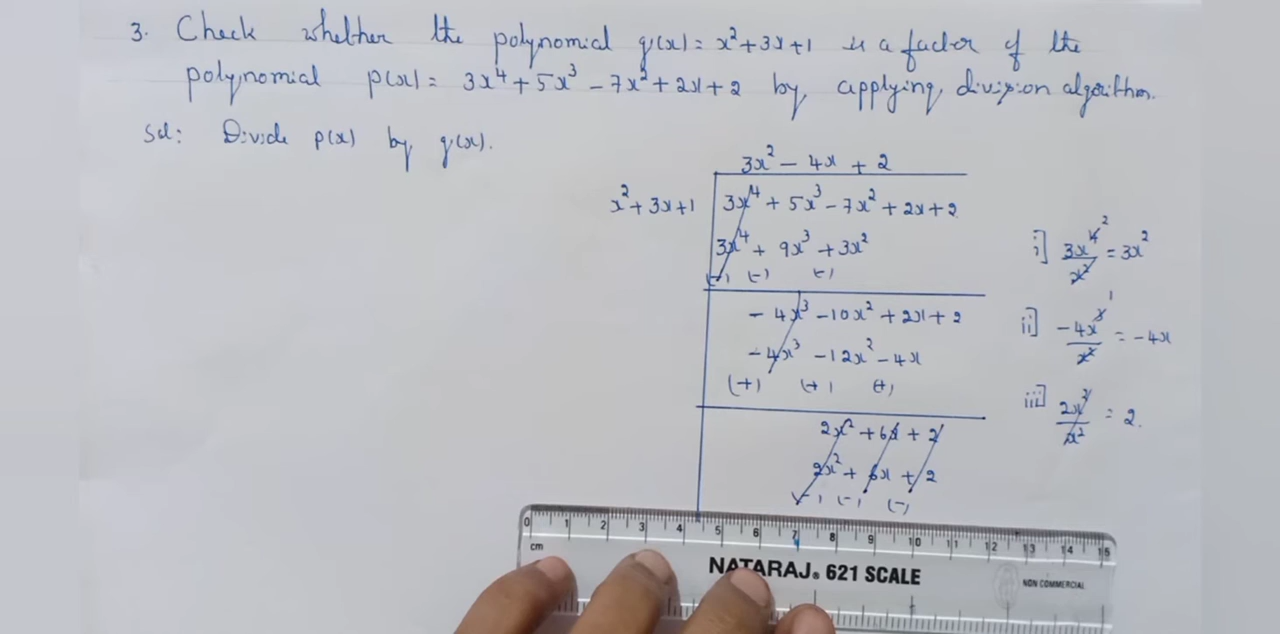 3. Check whether the polynomial g(x) = x² + 3x + 1 is a factor of the
polynomial p(x) = 3x⁴ + 5x³ - 7x² + 2x + 2 by applying division algorithm.
Sol: Divide p(x) by g(x).
3x² - 4x + 2
x² + 3x + 1 3x⁴ + 5x³ - 7x² + 2x + 2
3x⁴ + 9x³ + 3x²
(-) (-) (-)
- 4x³ - 10x² + 2x + 2
- 4x³ - 12x² - 4x
(+) (+) (+)
2x² + 6x + 2
2x² + 6x + 2
(-) (-) (-)
i] 3x⁴/x² = 3x²
2
ii] -4x³/x² = -4x
1
iii] 2x²/x² = 2.
0 1 2 3 4 5 6 7 8 9 10 11 12 13 14 15
cm
NATARAJ® 621 SCALE
NON COMMERCIAL